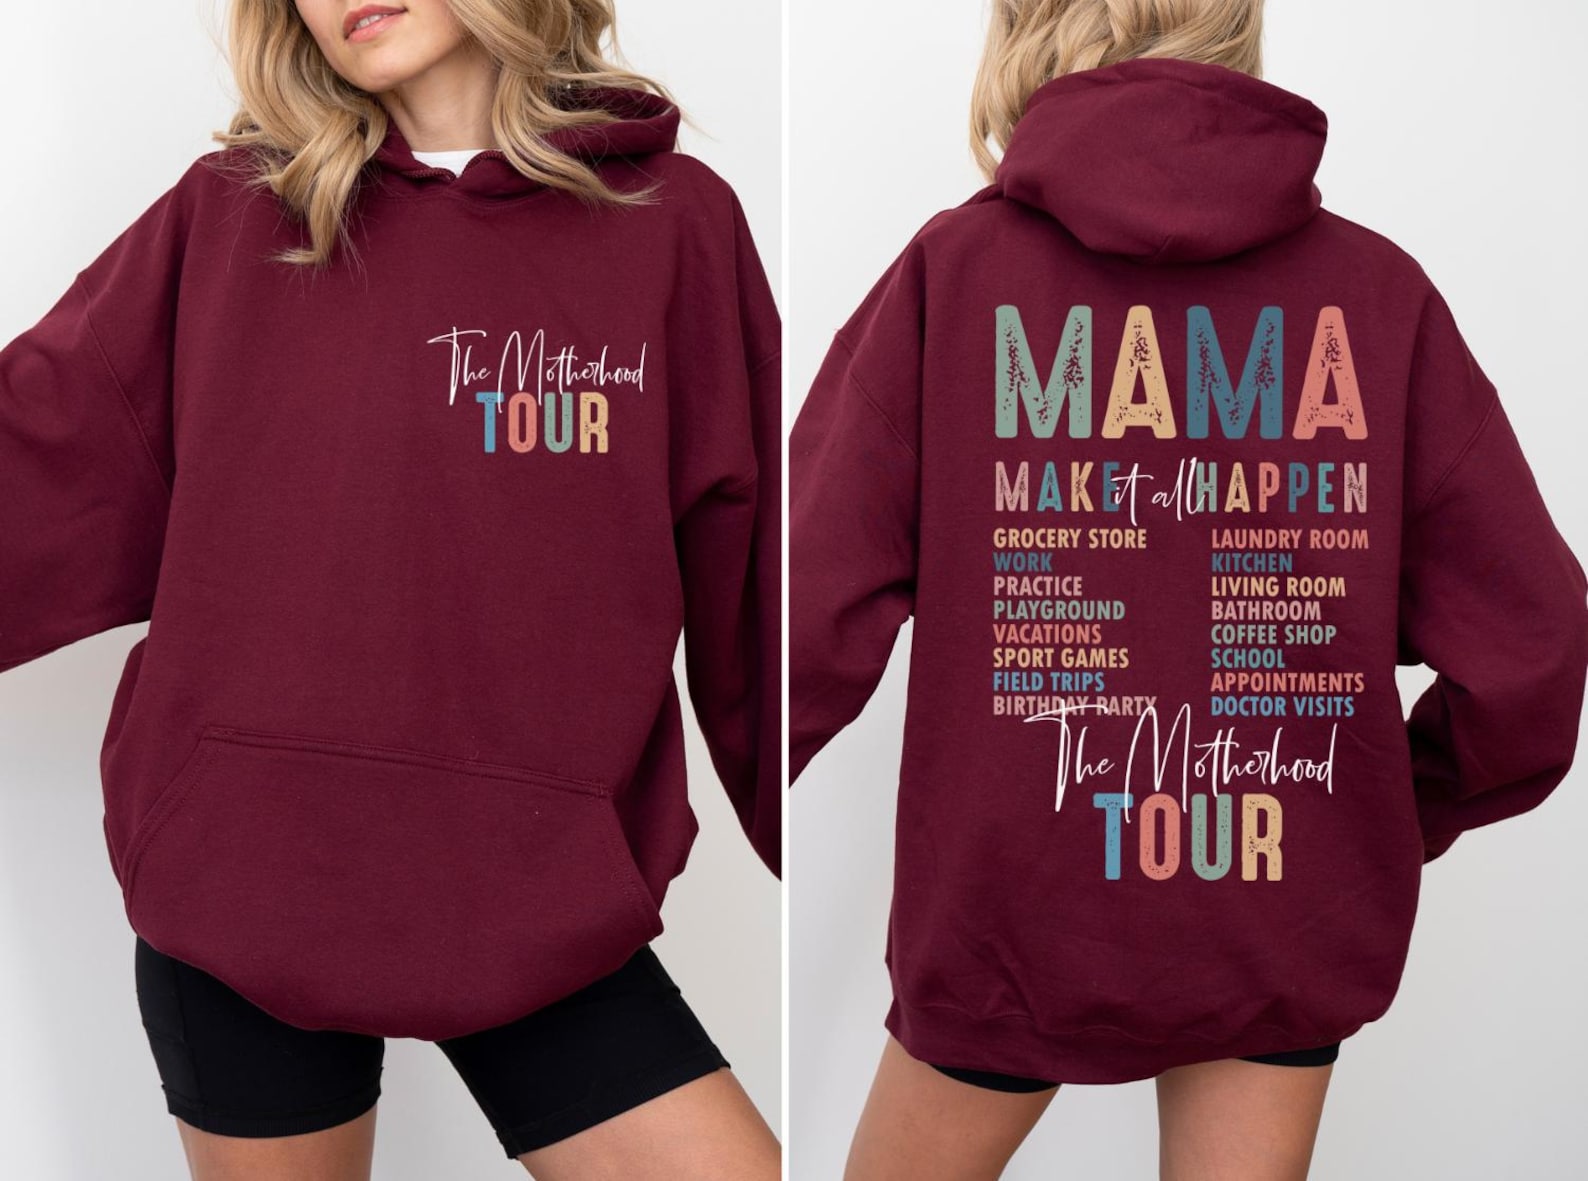 The Motherhood
TOUR
MAMA
MAKE it all HAPPEN
GROCERY STORE
WORK
PRACTICE
PLAYGROUND
VACATIONS
SPORT GAMES
FIELD TRIPS
BIRTHDAY PARTY
LAUNDRY ROOM
KITCHEN
LIVING ROOM
BATHROOM
COFFEE SHOP
SCHOOL
APPOINTMENTS
DOCTOR VISITS
The Motherhood
TOUR